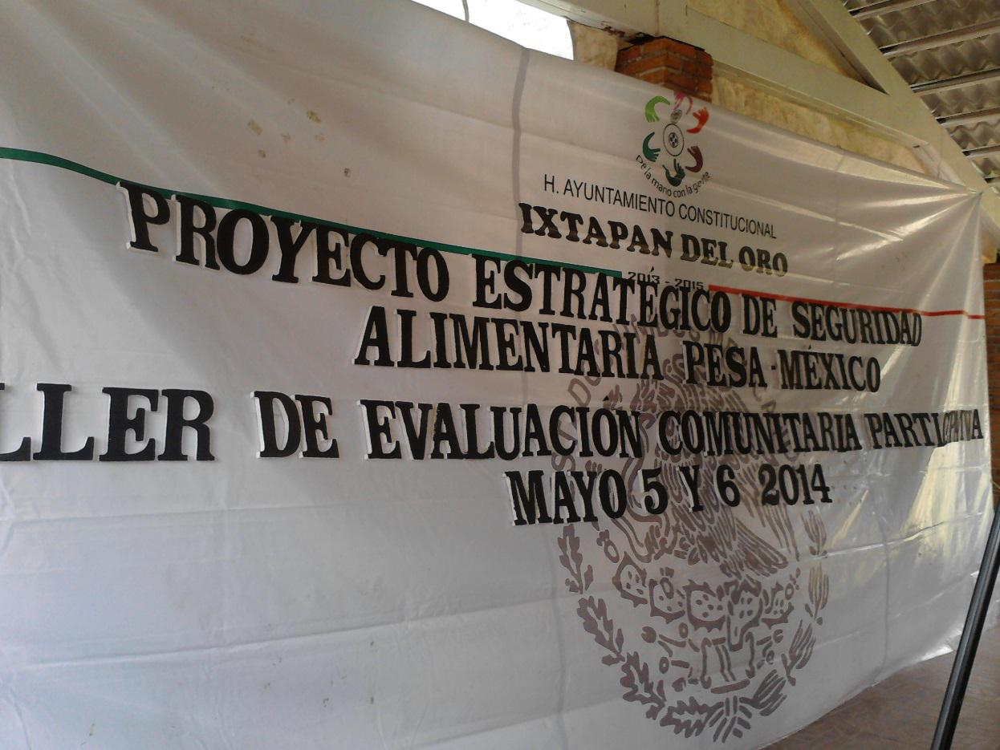 De la mano con la gente
H. AYUNTAMIENTO CONSTITUCIONAL
IXTAPAN DEL ORO
2013 - 2015
PROYECTO ESTRATÉGICO DE SEGURIDAD
ALIMENTARIA PESA-MÉXICO
LLER DE EVALUACIÓN COMUNITARIA PARTICIPATIVA
MAYO 5 Y 6 2014